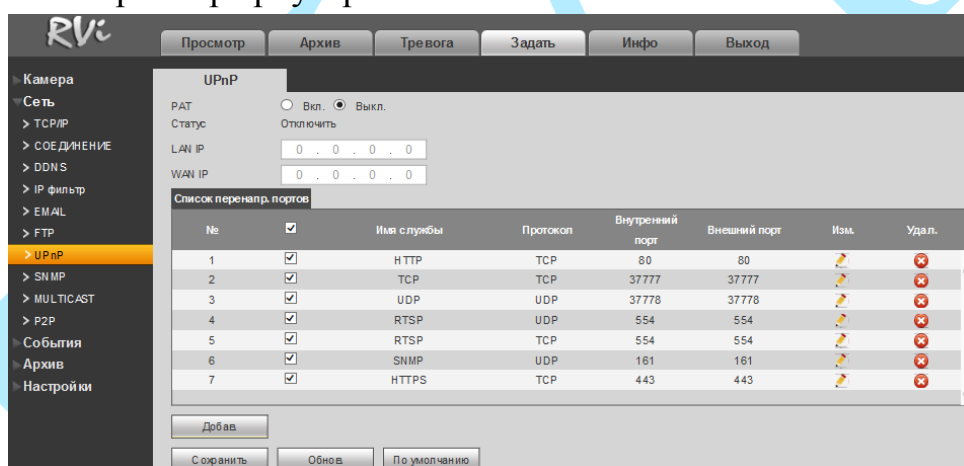 RVi
Просмотр Архив Тревога Задать Инфо Выход
Камера
Сеть
> TCP/IP
> СОЕДИНЕНИЕ
> DDNS
> IP фильтр
> EMAIL
> FTP
> UPnP
> SNMP
> MULTICAST
> P2P
События
Архив
Настройки
UPnP
PAT Вкл. Выкл.
Статус Отключить
LAN IP 0 . 0 . 0 . 0
WAN IP 0 . 0 . 0 . 0
Список перенапр. портов
№ Имя службы Протокол Внутренний порт Внешний порт Изм. Удал.
1 HTTP TCP 80 80
2 TCP TCP 37777 37777
3 UDP UDP 37778 37778
4 RTSP UDP 554 554
5 RTSP TCP 554 554
6 SNMP UDP 161 161
7 HTTPS TCP 443 443
Добав.
Сохранить Обнов. По умолчанию